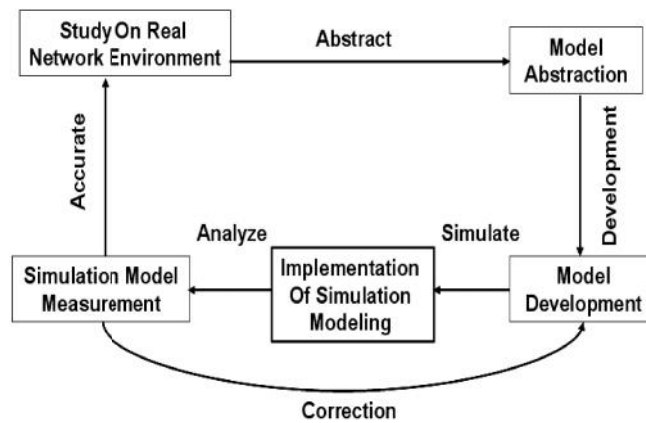 Study On Real
Network Environment
Abstract
Model
Abstraction
Accurate
Development
Analyze
Simulate
Simulation Model
Measurement
Implementation
Of Simulation
Modeling
Model
Development
Correction